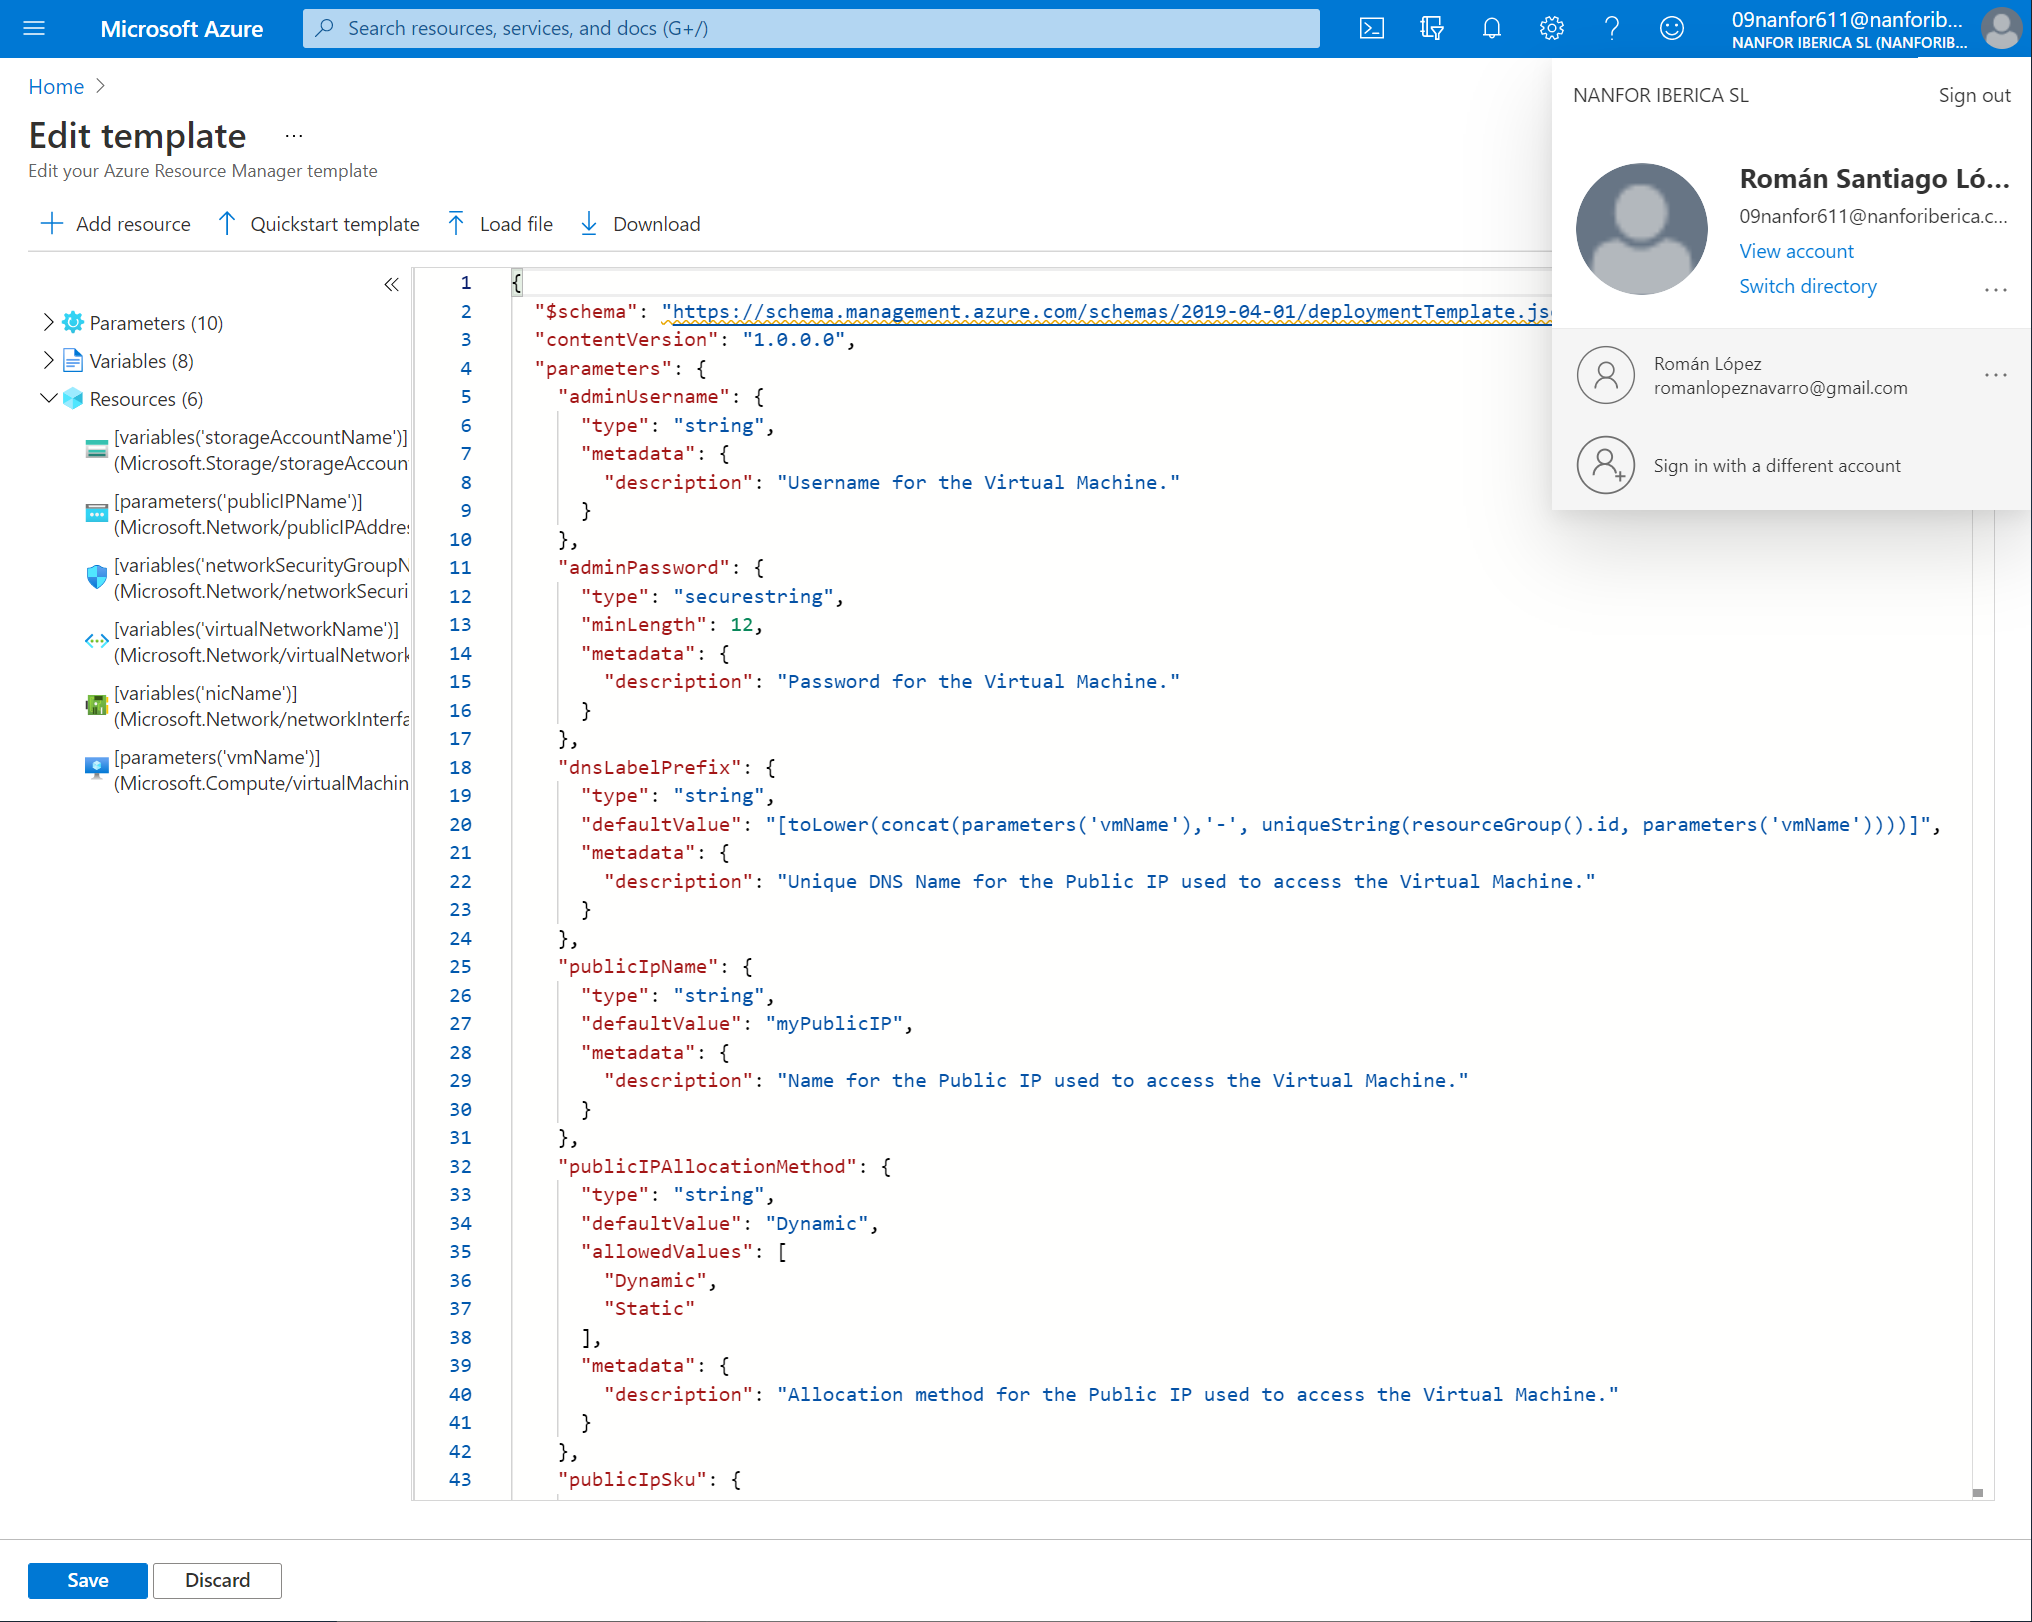 Microsoft Azure
Search resources, services, and docs (G+/)
09nanfor611@nanforib...
NANFOR IBERICA SL (NANFORIB...
Home
Edit template ...
Edit your Azure Resource Manager template
Add resource Quickstart template Load file Download
NANFOR IBERICA SL Sign out
Román Santiago Ló...
09nanfor611@nanforiberica.c...
View account
Switch directory
Román López
romanlopeznavarro@gmail.com
Sign in with a different account
Parameters (10)
Variables (8)
Resources (6)
[variables('storageAccountName')]
(Microsoft.Storage/storageAccoun
[parameters('publicIPName')]
(Microsoft.Network/publicIPAddre
[variables('networkSecurityGroupN
(Microsoft.Network/networkSecuri
[variables('virtualNetworkName')]
(Microsoft.Network/virtualNetwork
[variables('nicName')]
(Microsoft.Network/networkInterfa
[parameters('vmName')]
(Microsoft.Compute/virtualMachin
1 {
2 "$schema": "https://schema.management.azure.com/schemas/2019-04-01/deploymentTemplate.js
3 "contentVersion": "1.0.0.0",
4 "parameters": {
5 "adminUsername": {
6 "type": "string",
7 "metadata": {
8 "description": "Username for the Virtual Machine."
9 }
10 },
11 "adminPassword": {
12 "type": "securestring",
13 "minLength": 12,
14 "metadata": {
15 "description": "Password for the Virtual Machine."
16 }
17 },
18 "dnsLabelPrefix": {
19 "type": "string",
20 "defaultValue": "[toLower(concat(parameters('vmName'),'-', uniqueString(resourceGroup().id, parameters('vmName'))))]",
21 "metadata": {
22 "description": "Unique DNS Name for the Public IP used to access the Virtual Machine."
23 }
24 },
25 "publicIpName": {
26 "type": "string",
27 "defaultValue": "myPublicIP",
28 "metadata": {
29 "description": "Name for the Public IP used to access the Virtual Machine."
30 }
31 },
32 "publicIPAllocationMethod": {
33 "type": "string",
34 "defaultValue": "Dynamic",
35 "allowedValues": [
36 "Dynamic",
37 "Static"
38 ],
39 "metadata": {
40 "description": "Allocation method for the Public IP used to access the Virtual Machine."
41 }
42 },
43 "publicIpSku": {
Save Discard